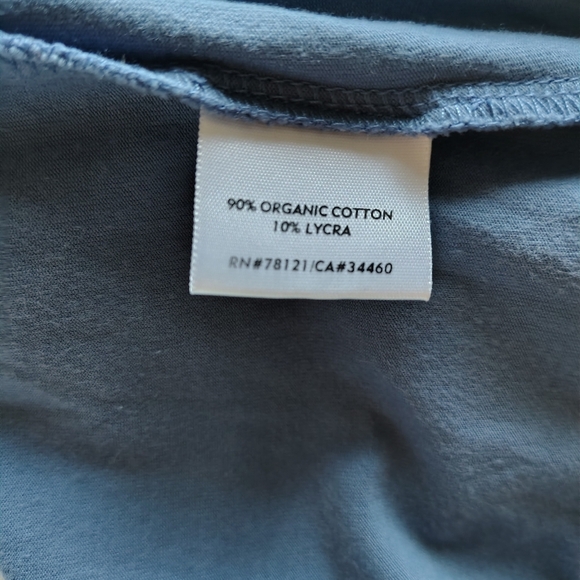 90% ORGANIC COTTON
10% LYCRA
RN#78121/CA#34460